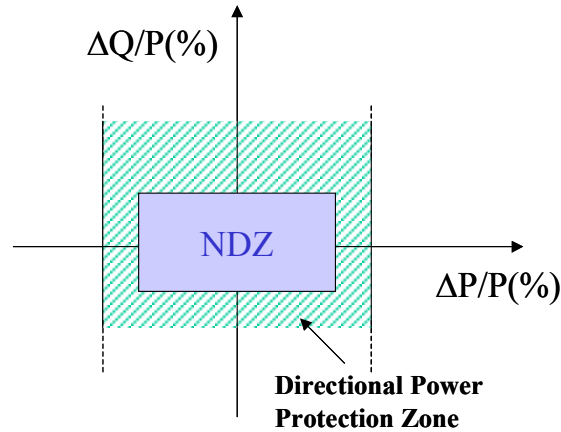 ΔQ/P(%)
NDZ
ΔP/P(%)
Directional Power
Protection Zone